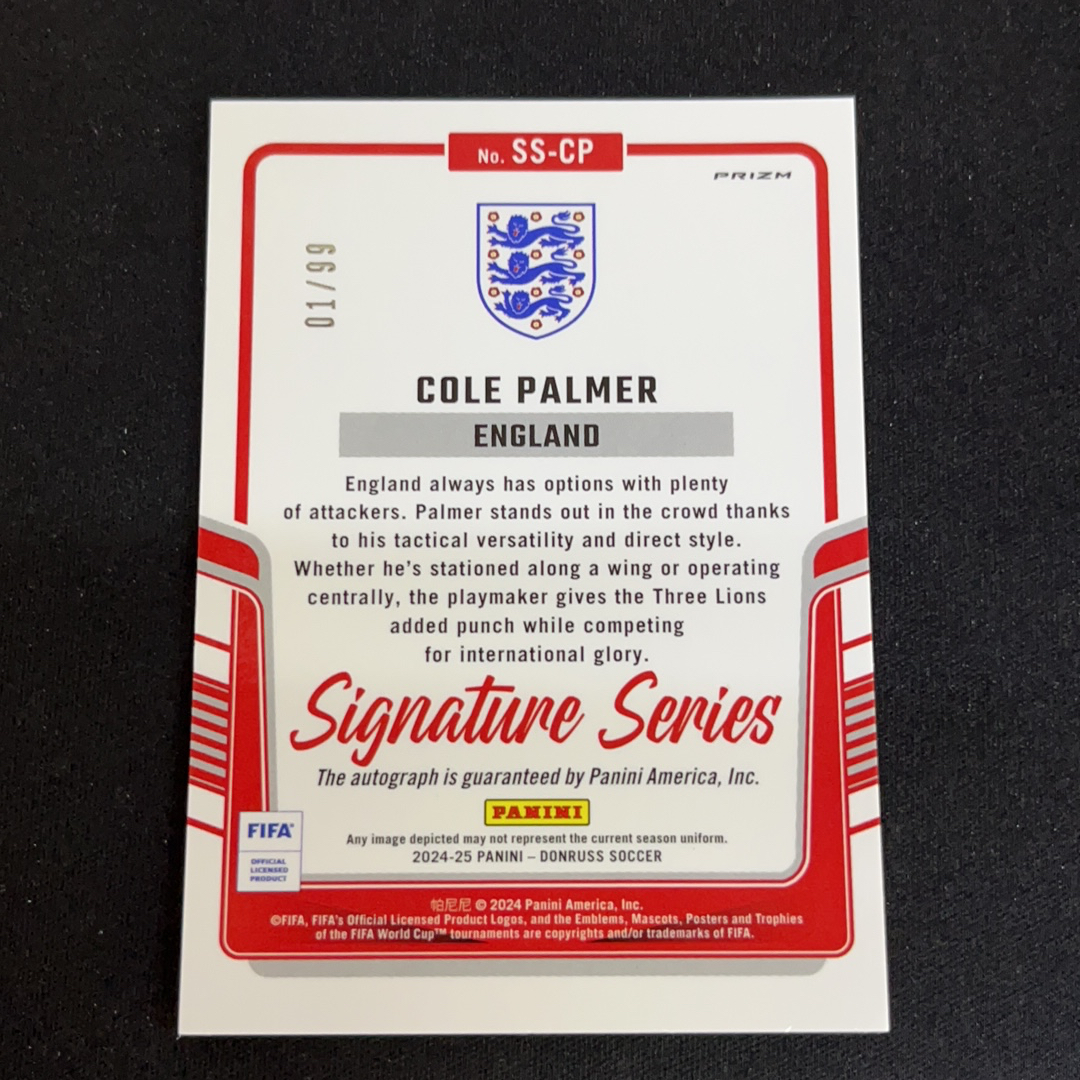 No. SS-CP
PRIZM
01/99
COLE PALMER
ENGLAND
England always has options with plenty
of attackers. Palmer stands out in the crowd thanks
to his tactical versatility and direct style.
Whether he's stationed along a wing or operating
centrally, the playmaker gives the Three Lions
added punch while competing
for international glory.
Signature Series
The autograph is guaranteed by Panini America, Inc.
PANINI
Any image depicted may not represent the current season uniform.
2024-25 PANINI – DONRUSS SOCCER
FIFA®
OFFICIAL
LICENSED
PRODUCT
帕尼尼 © 2024 Panini America, Inc.
©FIFA, FIFA's Official Licensed Product Logos, and the Emblems, Mascots, Posters and Trophies
of the FIFA World Cup™ tournaments are copyrights and/or trademarks of FIFA.